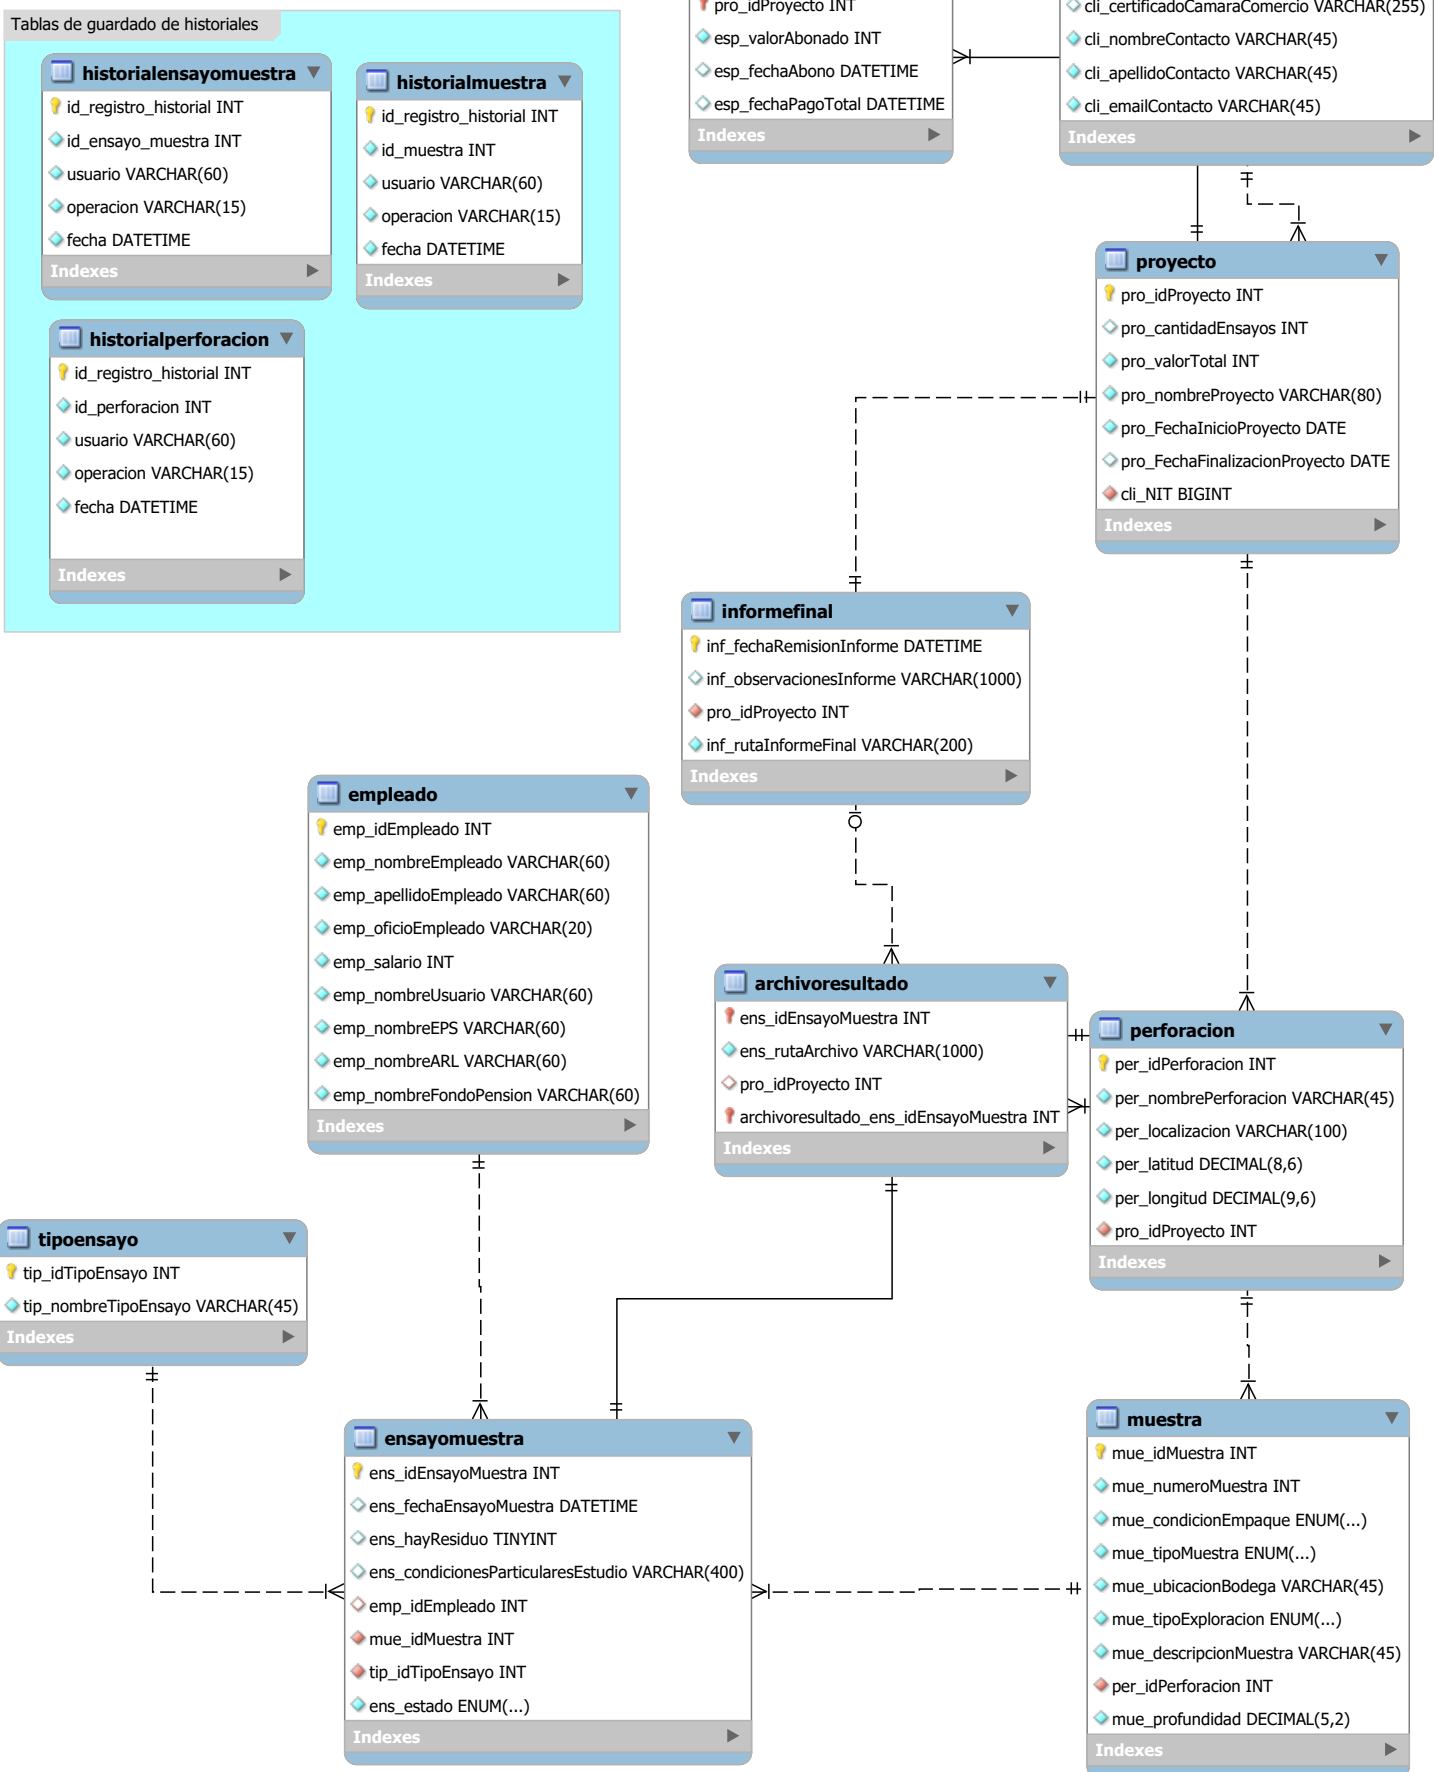 Tablas de guardado de historiales
historialensayomuestra
id_registro_historial INT
id_ensayo_muestra INT
usuario VARCHAR(60)
operacion VARCHAR(15)
fecha DATETIME
Indexes
historialmuestra
id_registro_historial INT
id_muestra INT
usuario VARCHAR(60)
operacion VARCHAR(15)
fecha DATETIME
Indexes
historialperforacion
id_registro_historial INT
id_perforacion INT
usuario VARCHAR(60)
operacion VARCHAR(15)
fecha DATETIME
Indexes
pro_idProyecto INT
esp_valorAbonado INT
esp_fechaAbono DATETIME
esp_fechaPagoTotal DATETIME
Indexes
cli_certificadoCamaraComercio VARCHAR(255)
cli_nombreContacto VARCHAR(45)
cli_apellidoContacto VARCHAR(45)
cli_emailContacto VARCHAR(45)
Indexes
proyecto
pro_idProyecto INT
pro_cantidadEnsayos INT
pro_valorTotal INT
pro_nombreProyecto VARCHAR(80)
pro_FechaInicioProyecto DATE
pro_FechaFinalizacionProyecto DATE
cli_NIT BIGINT
Indexes
informefinal
inf_fechaRemisionInforme DATETIME
inf_observacionesInforme VARCHAR(1000)
pro_idProyecto INT
inf_rutaInformeFinal VARCHAR(200)
Indexes
empleado
emp_idEmpleado INT
emp_nombreEmpleado VARCHAR(60)
emp_apellidoEmpleado VARCHAR(60)
emp_oficioEmpleado VARCHAR(20)
emp_salario INT
emp_nombreUsuario VARCHAR(60)
emp_nombreEPS VARCHAR(60)
emp_nombreARL VARCHAR(60)
emp_nombreFondoPension VARCHAR(60)
Indexes
archivoresultado
ens_idEnsayoMuestra INT
ens_rutaArchivo VARCHAR(1000)
pro_idProyecto INT
archivoresultado_ens_idEnsayoMuestra INT
Indexes
perforacion
per_idPerforacion INT
per_nombrePerforacion VARCHAR(45)
per_localizacion VARCHAR(100)
per_latitud DECIMAL(8,6)
per_longitud DECIMAL(9,6)
pro_idProyecto INT
Indexes
tipoensayo
tip_idTipoEnsayo INT
tip_nombreTipoEnsayo VARCHAR(45)
Indexes
ensayomuestra
ens_idEnsayoMuestra INT
ens_fechaEnsayoMuestra DATETIME
ens_hayResiduo TINYINT
ens_condicionesParticularesEstudio VARCHAR(400)
emp_idEmpleado INT
mue_idMuestra INT
tip_idTipoEnsayo INT
ens_estado ENUM(...)
Indexes
muestra
mue_idMuestra INT
mue_numeroMuestra INT
mue_condicionEmpaque ENUM(...)
mue_tipoMuestra ENUM(...)
mue_ubicacionBodega VARCHAR(45)
mue_tipoExploracion ENUM(...)
mue_descripcionMuestra VARCHAR(45)
per_idPerforacion INT
mue_profundidad DECIMAL(5,2)
Indexes